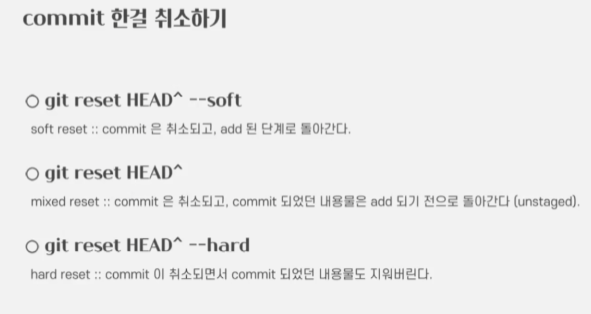 commit 한걸 취소하기
○ git reset HEAD^ --soft
soft reset :: commit 은 취소되고, add 된 단계로 돌아간다.
○ git reset HEAD^
mixed reset :: commit 은 취소되고, commit 되었던 내용물은 add 되기 전으로 돌아간다 (unstaged).
○ git reset HEAD^ --hard
hard reset :: commit 이 취소되면서 commit 되었던 내용물도 지워버린다.